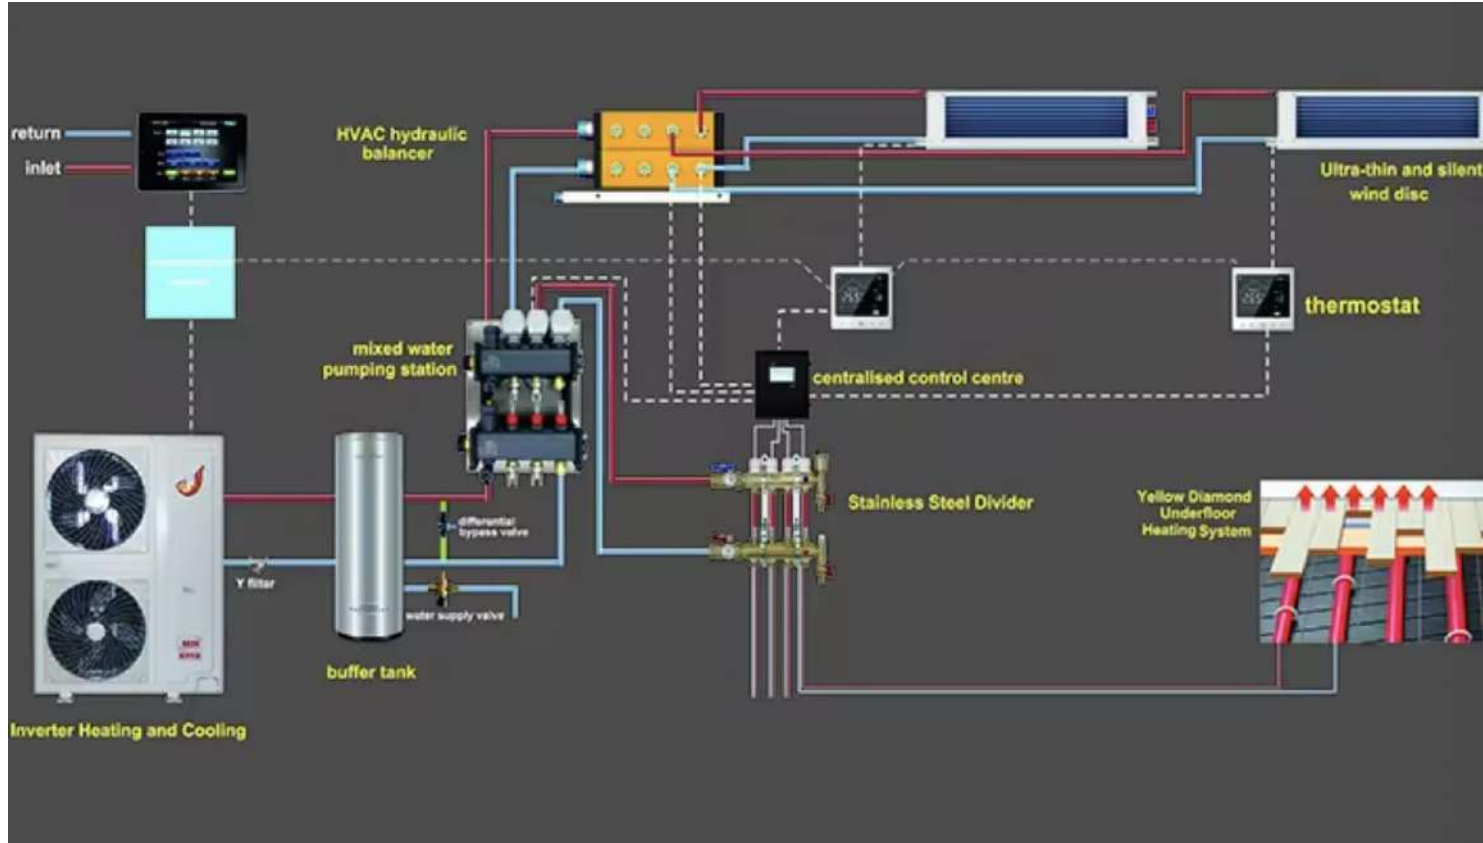 return
inlet
HVAC hydraulic
balancer
Ultra-thin and silent
wind disc
thermostat
mixed water
pumping station
centralised control centre
Stainless Steel Divider
Yellow Diamond
Underfloor
Heating System
differential
bypass valve
Y filter
water supply valve
buffer tank
Inverter Heating and Cooling